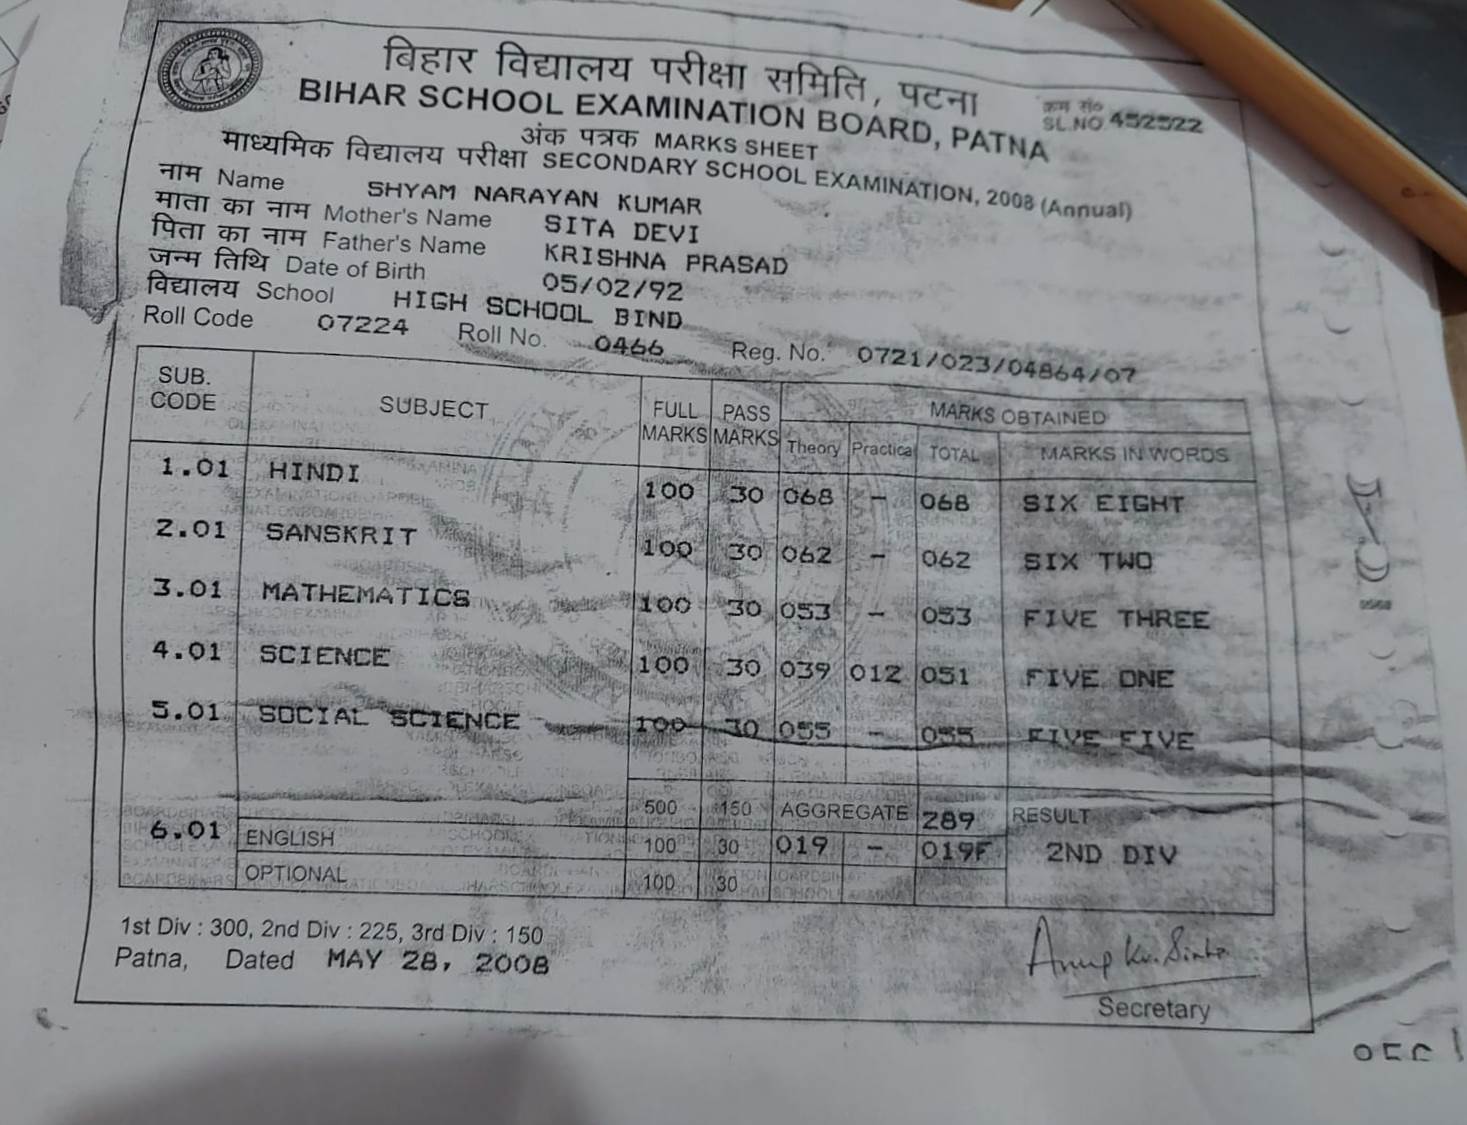 बिहार विद्यालय परीक्षा समिति, पटना
BIHAR SCHOOL EXAMINATION BOARD, PATNA
क्रम सं०
SL.NO. 452522
अंक पत्रक MARKS SHEET
माध्यमिक विद्यालय परीक्षा SECONDARY SCHOOL EXAMINATION, 2008 (Annual)
नाम Name SHYAM NARAYAN KUMAR
माता का नाम Mother's Name SITA DEVI
पिता का नाम Father's Name KRISHNA PRASAD
जन्म तिथि Date of Birth 05/02/92
विद्यालय School HIGH SCHOOL BIND
Roll Code 07224 Roll No. 0466 Reg. No. 0721/023/04864/07
SUB. CODE SUBJECT FULL MARKS PASS MARKS MARKS OBTAINED
Theory Practical TOTAL MARKS IN WORDS
1.01 HINDI 100 30 068 - 068 SIX EIGHT
2.01 SANSKRIT 100 30 062 - 062 SIX TWO
3.01 MATHEMATICS 100 30 053 - 053 FIVE THREE
4.01 SCIENCE 100 30 039 012 051 FIVE ONE
5.01 SOCIAL SCIENCE 100 30 055 - 055 FIVE FIVE
500 150 AGGREGATE 289 RESULT
6.01 ENGLISH 100 30 019 - 019F 2ND DIV
OPTIONAL 100 30
1st Div : 300, 2nd Div : 225, 3rd Div : 150
Patna, Dated MAY 28, 2008
Anup Kr. Sinha
Secretary